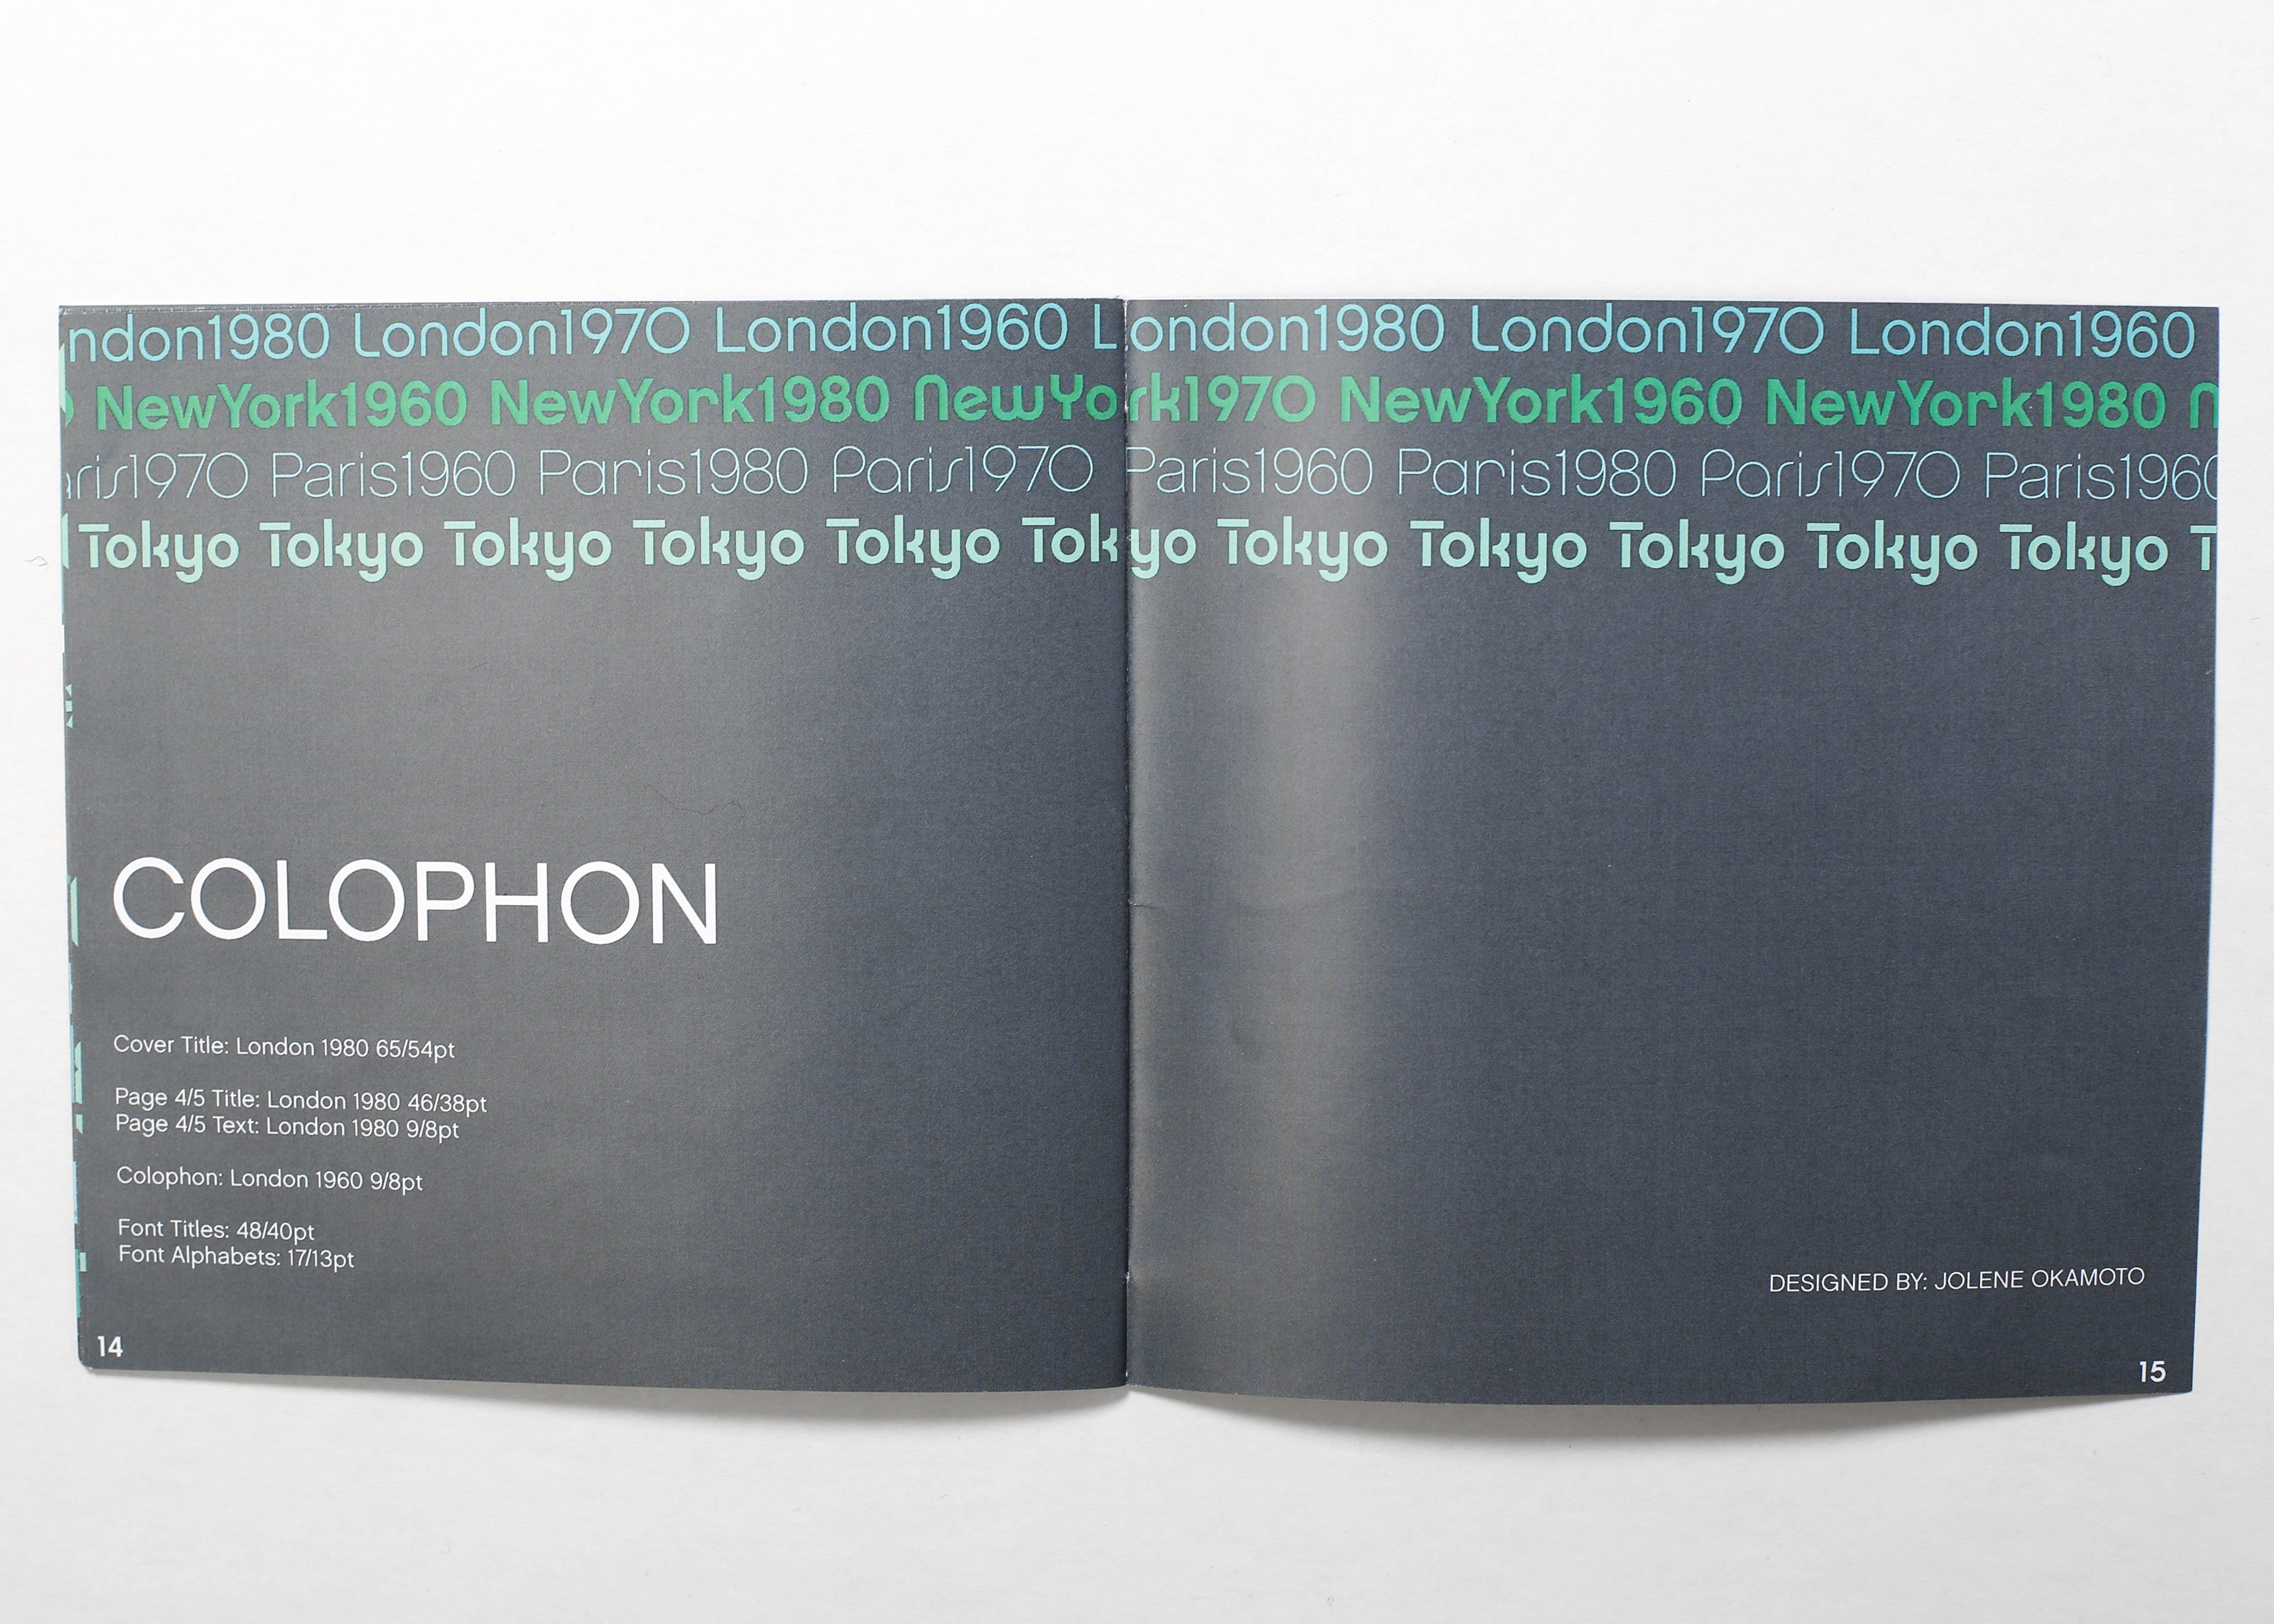 ndon1980 London1970 London1960 London1980 London1970 London1960
NewYork1960 NewYork1980 NewYork1970 NewYork1960 NewYork1980 N
aris1970 Paris1960 Paris1980 Paris1970 Paris1960 Paris1980 Paris1970 Paris1960
Tokyo Tokyo Tokyo Tokyo Tokyo Tokyo Tokyo Tokyo Tokyo Tokyo Tokyo T
COLOPHON
Cover Title: London 1980 65/54pt
Page 4/5 Title: London 1980 46/38pt
Page 4/5 Text: London 1980 9/8pt
Colophon: London 1960 9/8pt
Font Titles: 48/40pt
Font Alphabets: 17/13pt
14
DESIGNED BY: JOLENE OKAMOTO
15